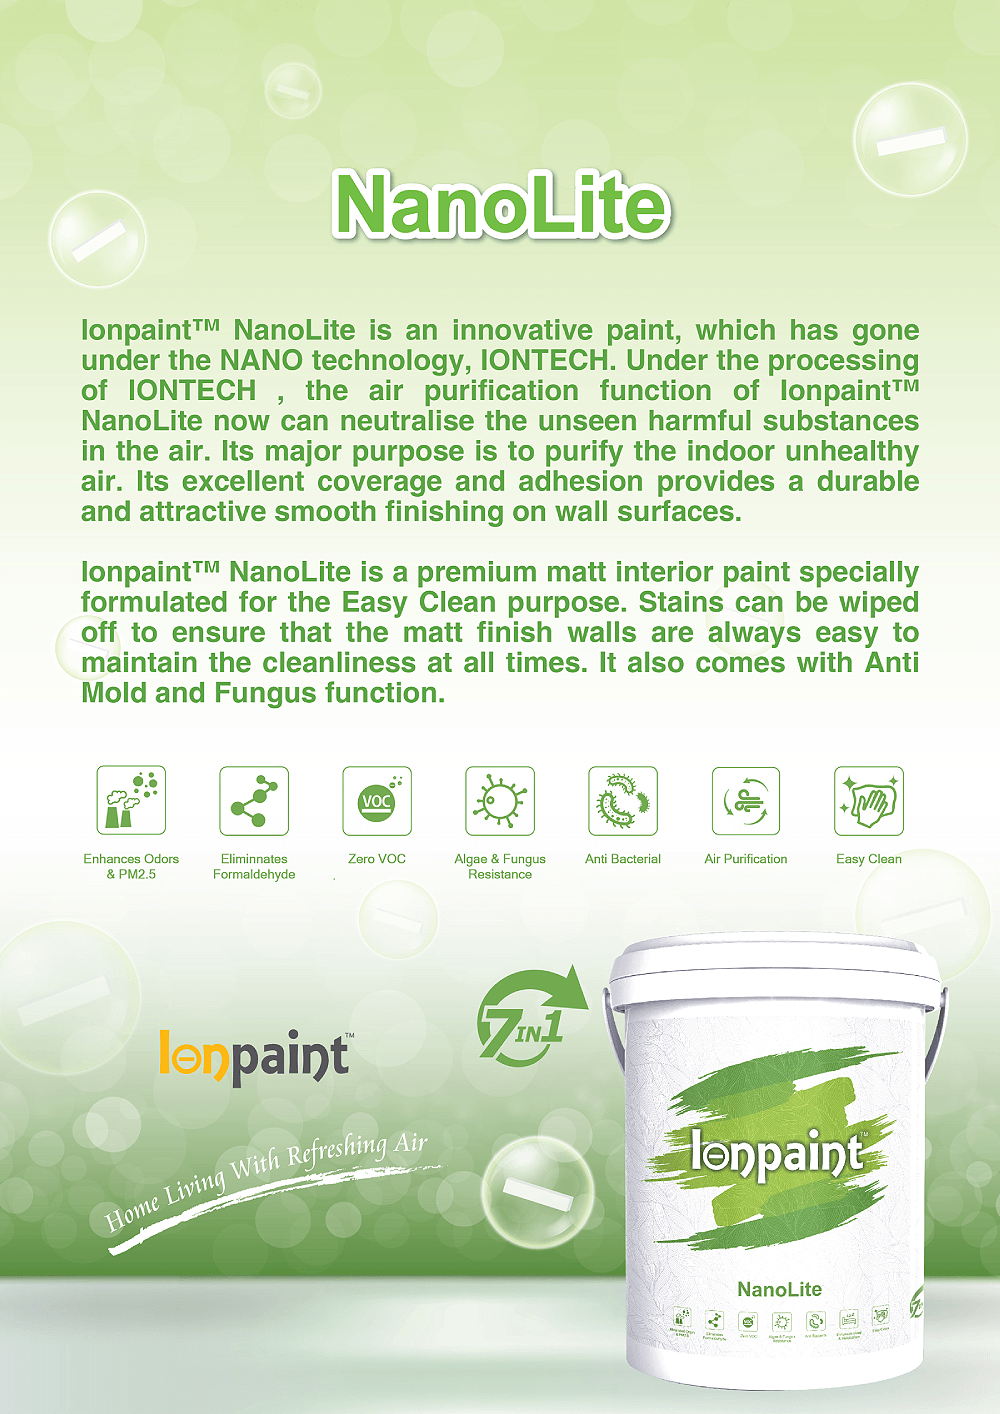 NanoLite
Ionpaint™ NanoLite is an innovative paint, which has gone
under the NANO technology, IONTECH. Under the processing
of IONTECH , the air purification function of Ionpaint™
NanoLite now can neutralise the unseen harmful substances
in the air. Its major purpose is to purify the indoor unhealthy
air. Its excellent coverage and adhesion provides a durable
and attractive smooth finishing on wall surfaces.
Ionpaint™ NanoLite is a premium matt interior paint specially
formulated for the Easy Clean purpose. Stains can be wiped
off to ensure that the matt finish walls are always easy to
maintain the cleanliness at all times. It also comes with Anti
Mold and Fungus function.
VOC
Enhances Odors
& PM2.5
Eliminnates
Formaldehyde
Zero VOC
Algae & Fungus
Resistance
Anti Bacterial
Air Purification
Easy Clean
7 IN 1
Ionpaint™
Home Living With Refreshing Air
Ionpaint™
NanoLite
Zero VOC
Algae & Fungus
Resistance